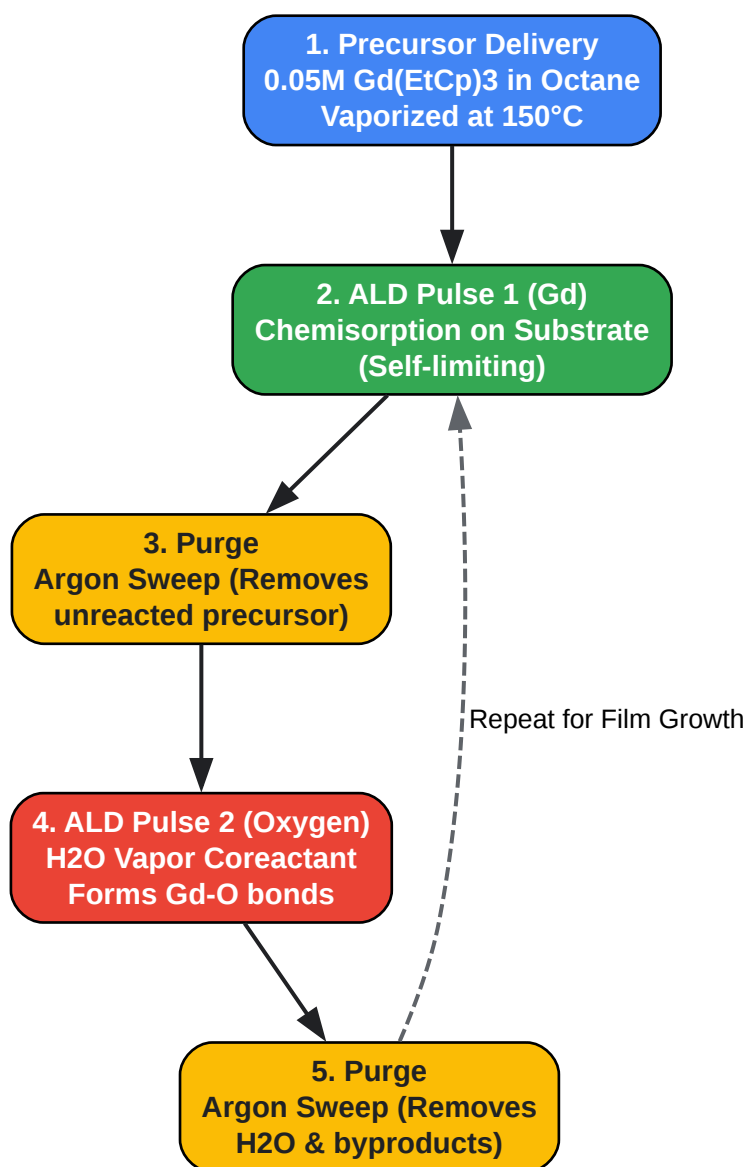 1. Precursor Delivery
0.05M Gd(EtCp)3 in Octane
Vaporized at 150°C
2. ALD Pulse 1 (Gd)
Chemisorption on Substrate
(Self-limiting)
3. Purge
Argon Sweep (Removes
unreacted precursor)
Repeat for Film Growth
4. ALD Pulse 2 (Oxygen)
H2O Vapor Coreactant
Forms Gd-O bonds
5. Purge
Argon Sweep (Removes
H2O & byproducts)